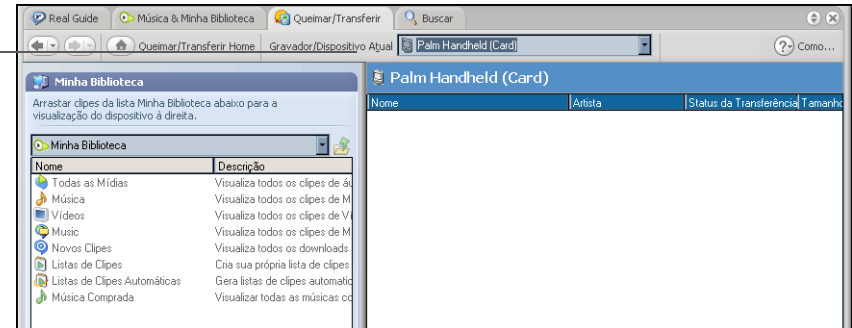 Real Guide Música & Minha Biblioteca Queimar/Transferir Buscar
Queimar/Transferir Home Gravador/Dispositivo Atual Palm Handheld (Card) Como...
Minha Biblioteca
Arrastar clipes da lista Minha Biblioteca abaixo para a
visualização do dispositivo à direita.
Minha Biblioteca
Nome Descrição
Todas as Mídias Visualiza todos os clipes de áu
Música Visualiza todos os clipes de M
Vídeos Visualiza todos os clipes de Ví
Music Visualiza todos os clipes de M
Novos Clipes Visualiza todos os downloads
Listas de Clipes Cria sua própria lista de clipes
Listas de Clipes Automáticas Gera listas de clipes automatic
Música Comprada Visualizar todas as músicas co
Palm Handheld (Card)
Nome Artista Status da Transferência Tamanho